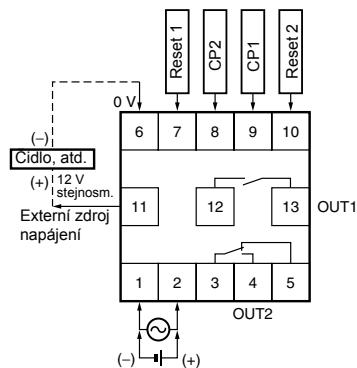 Reset 1
CP2
CP1
Reset 2
0 V
6 7 8 9 10
(–)
Čidlo, atd.
(+) 12 V
stejnosm.
Externí zdroj
napájení
11 12 13
OUT1
1 2 3 4 5
OUT2
(–) (+)